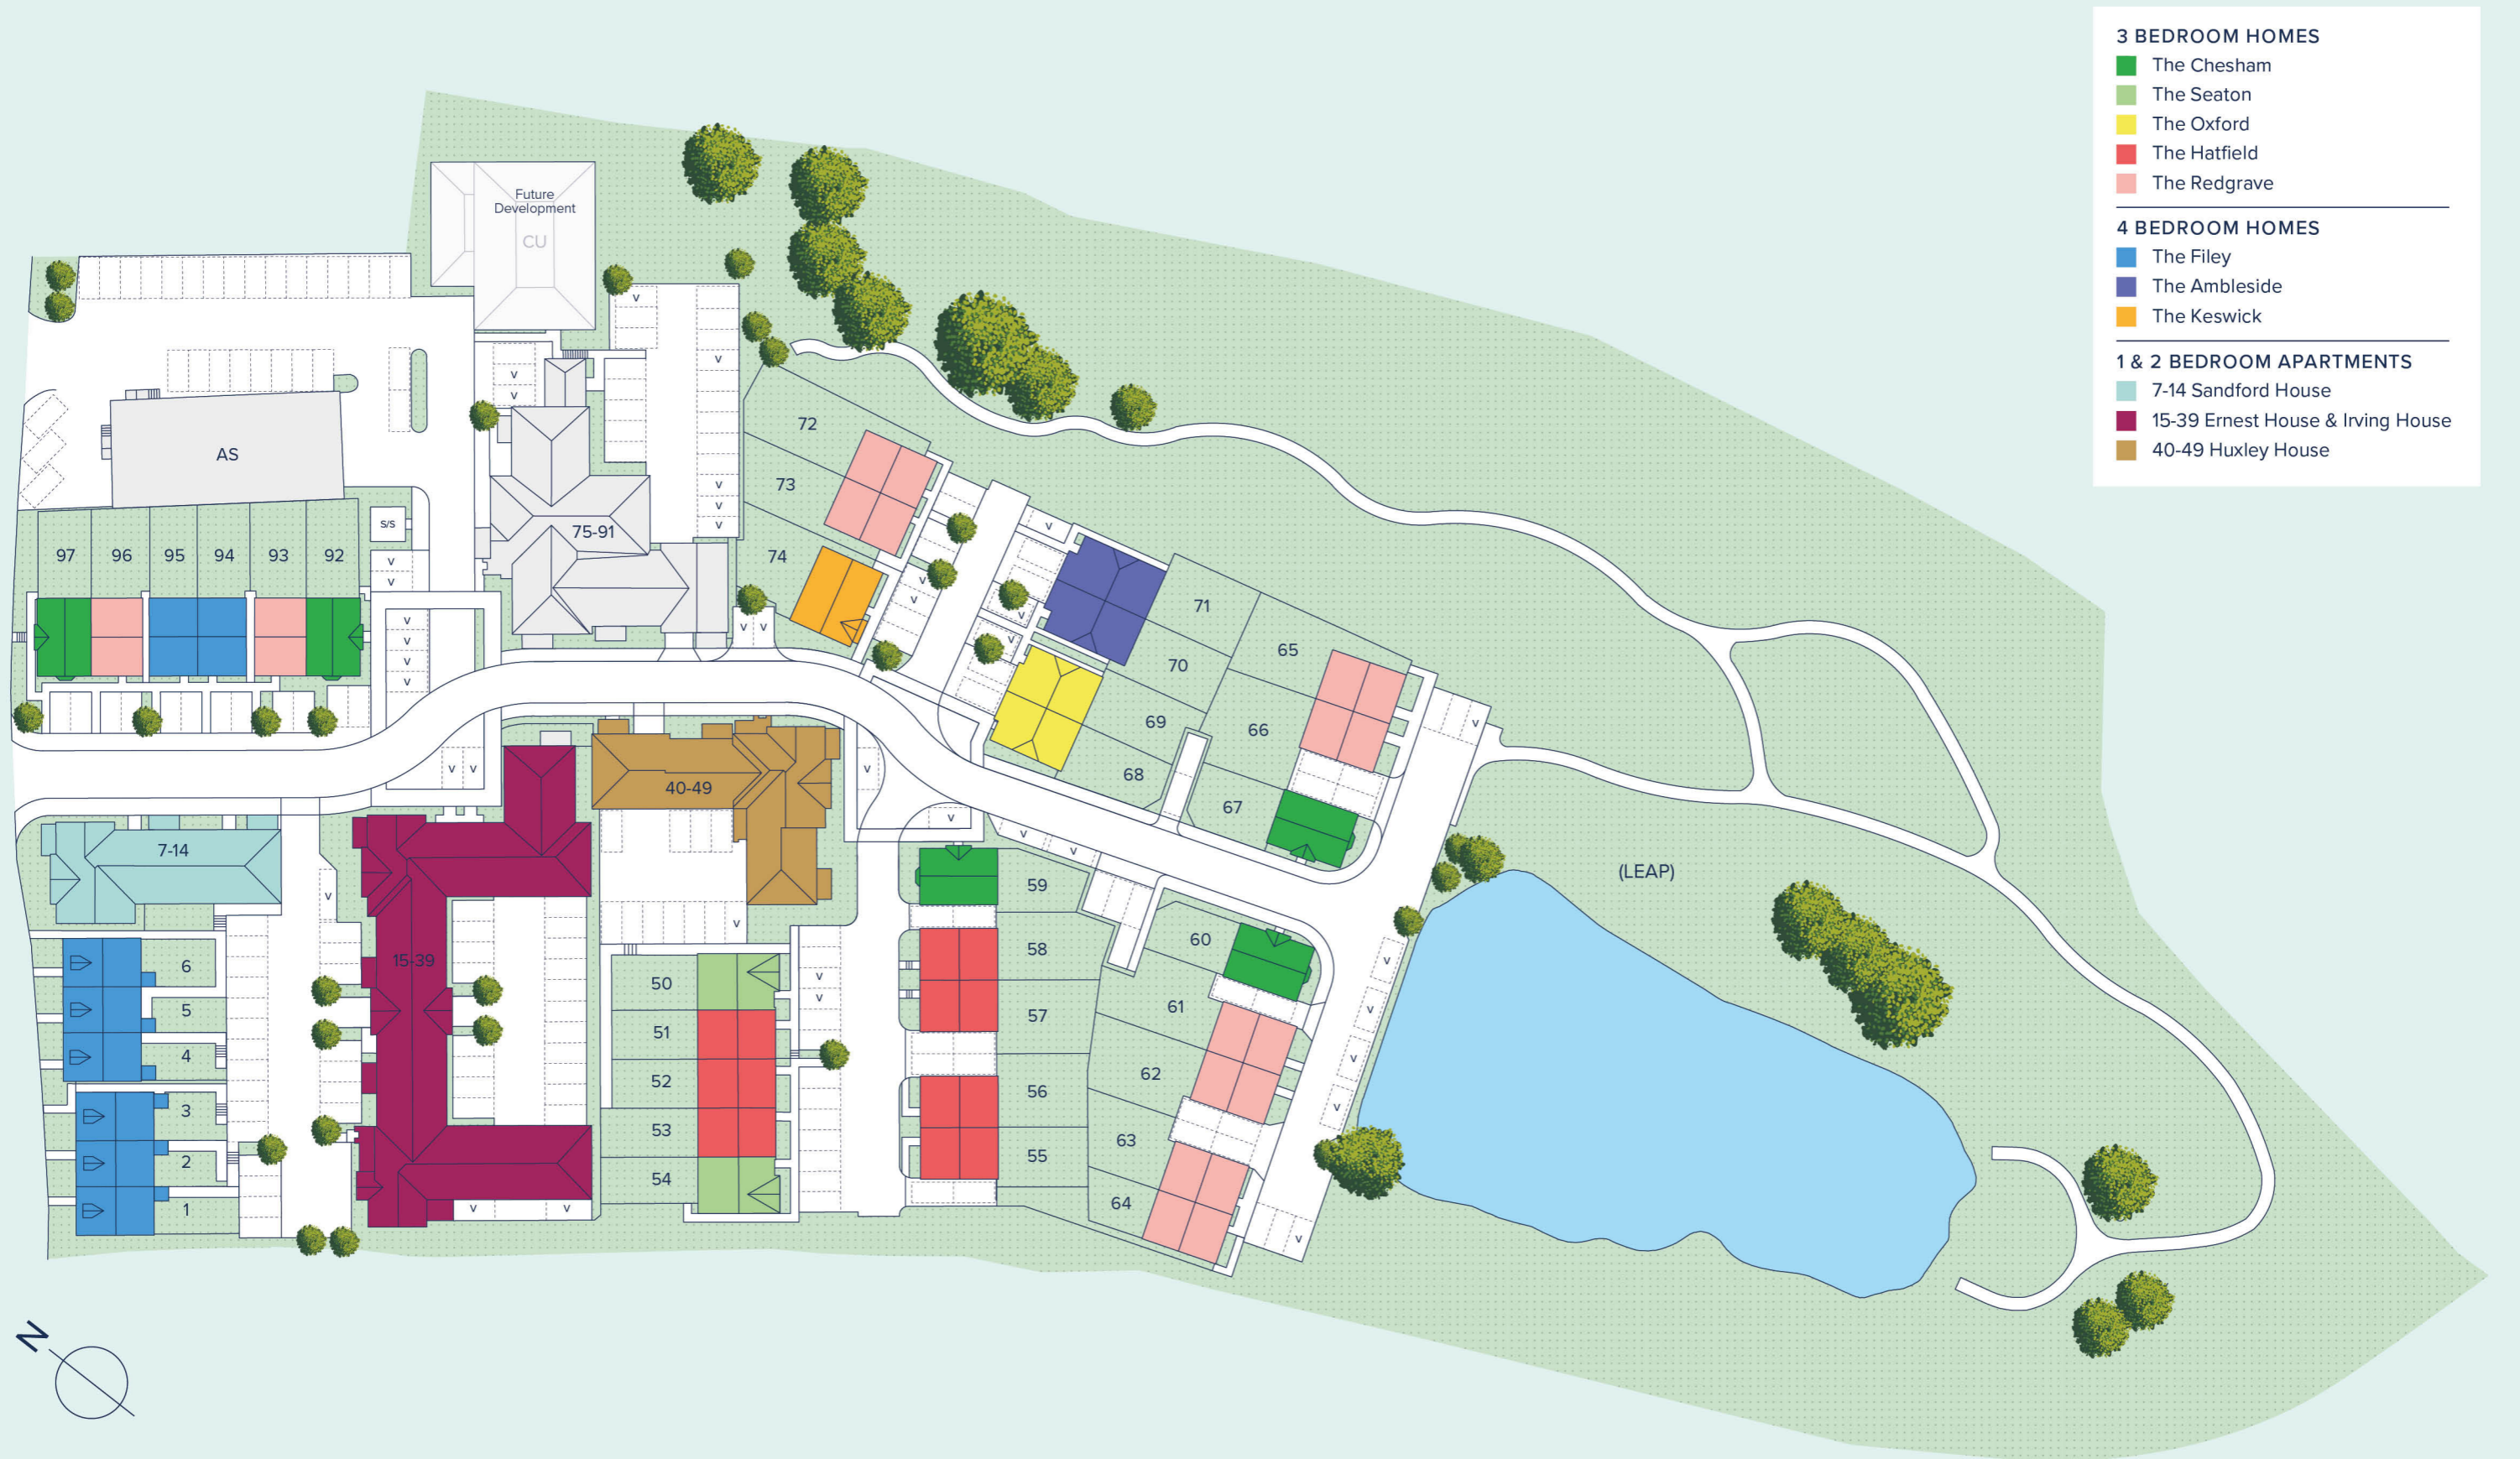 3 BEDROOM HOMES
The Chesham
The Seaton
The Oxford
The Hatfield
The Redgrave
4 BEDROOM HOMES
The Filey
The Ambleside
The Keswick
1 & 2 BEDROOM APARTMENTS
7-14 Sandford House
15-39 Ernest House & Irving House
40-49 Huxley House
Future
Development
CU
V
V
V
V
V
V
V
72
AS
73
S/S
75-91
V
97
96
95
94
93
92
74
V
V
V
V
V
V
V
V
V
V
V
V
V
71
65
70
69
66
V
68
67
V
V
V
40-49
V
V
V
7-14
V
V
59
(LEAP)
60
58
V
6
15-39
50
V
V
61
57
V
5
51
4
52
56
62
V
V
3
53
63
2
54
55
64
1
V
V
V
N